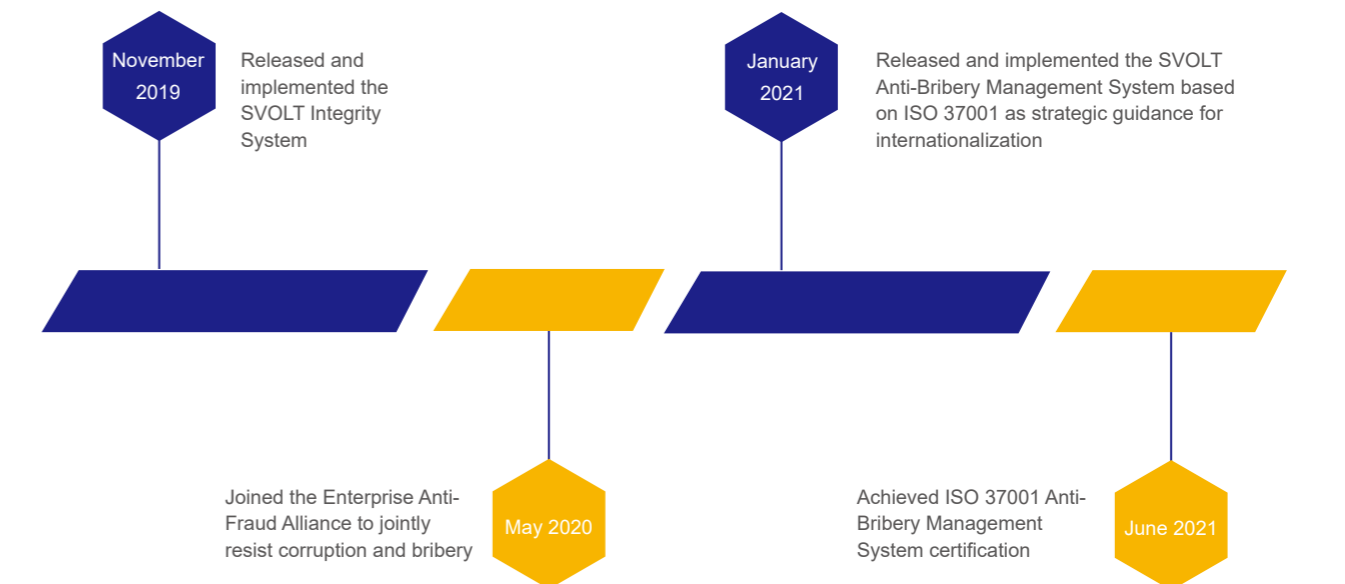 November
2019
Released and
implemented the
SVOLT Integrity
System
January
2021
Released and implemented the SVOLT
Anti-Bribery Management System based
on ISO 37001 as strategic guidance for
internationalization
Joined the Enterprise Anti-
Fraud Alliance to jointly
resist corruption and bribery
May 2020
Achieved ISO 37001 Anti-
Bribery Management
System certification
June 2021